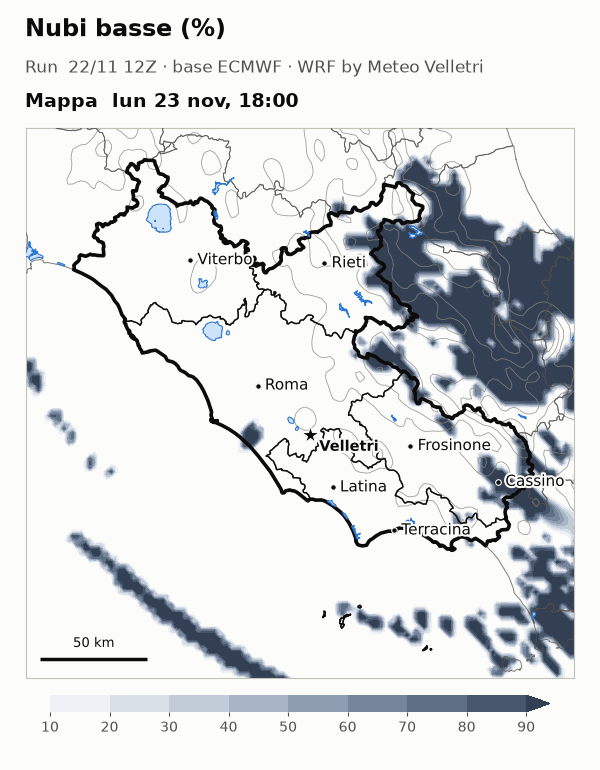 Nubi basse (%)
Run 22/11 12Z · base ECMWF · WRF by Meteo Velletri
Mappa lun 23 nov, 18:00
Viterbo
Rieti
Roma
Velletri
Frosinone
Latina
Cassino
Terracina
50 km
10 20 30 40 50 60 70 80 90